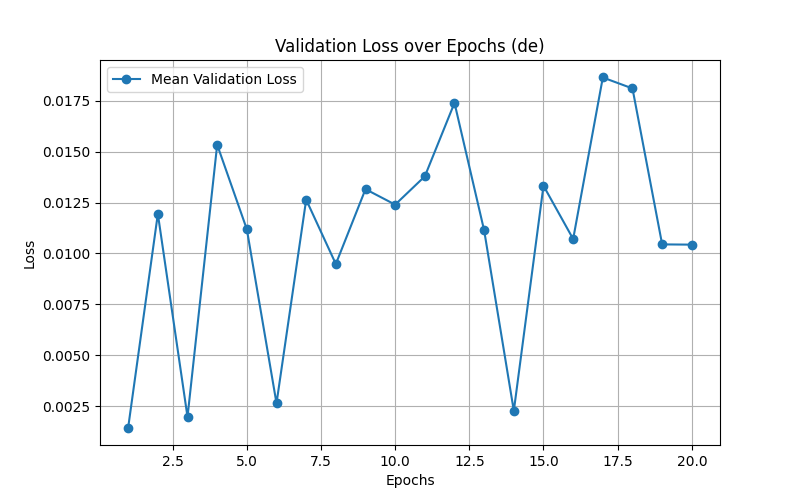 Validation Loss over Epochs (de)
Mean Validation Loss
0.0175
0.0150
0.0125
0.0100
0.0075
0.0050
0.0025
Loss
2.5 5.0 7.5 10.0 12.5 15.0 17.5 20.0
Epochs